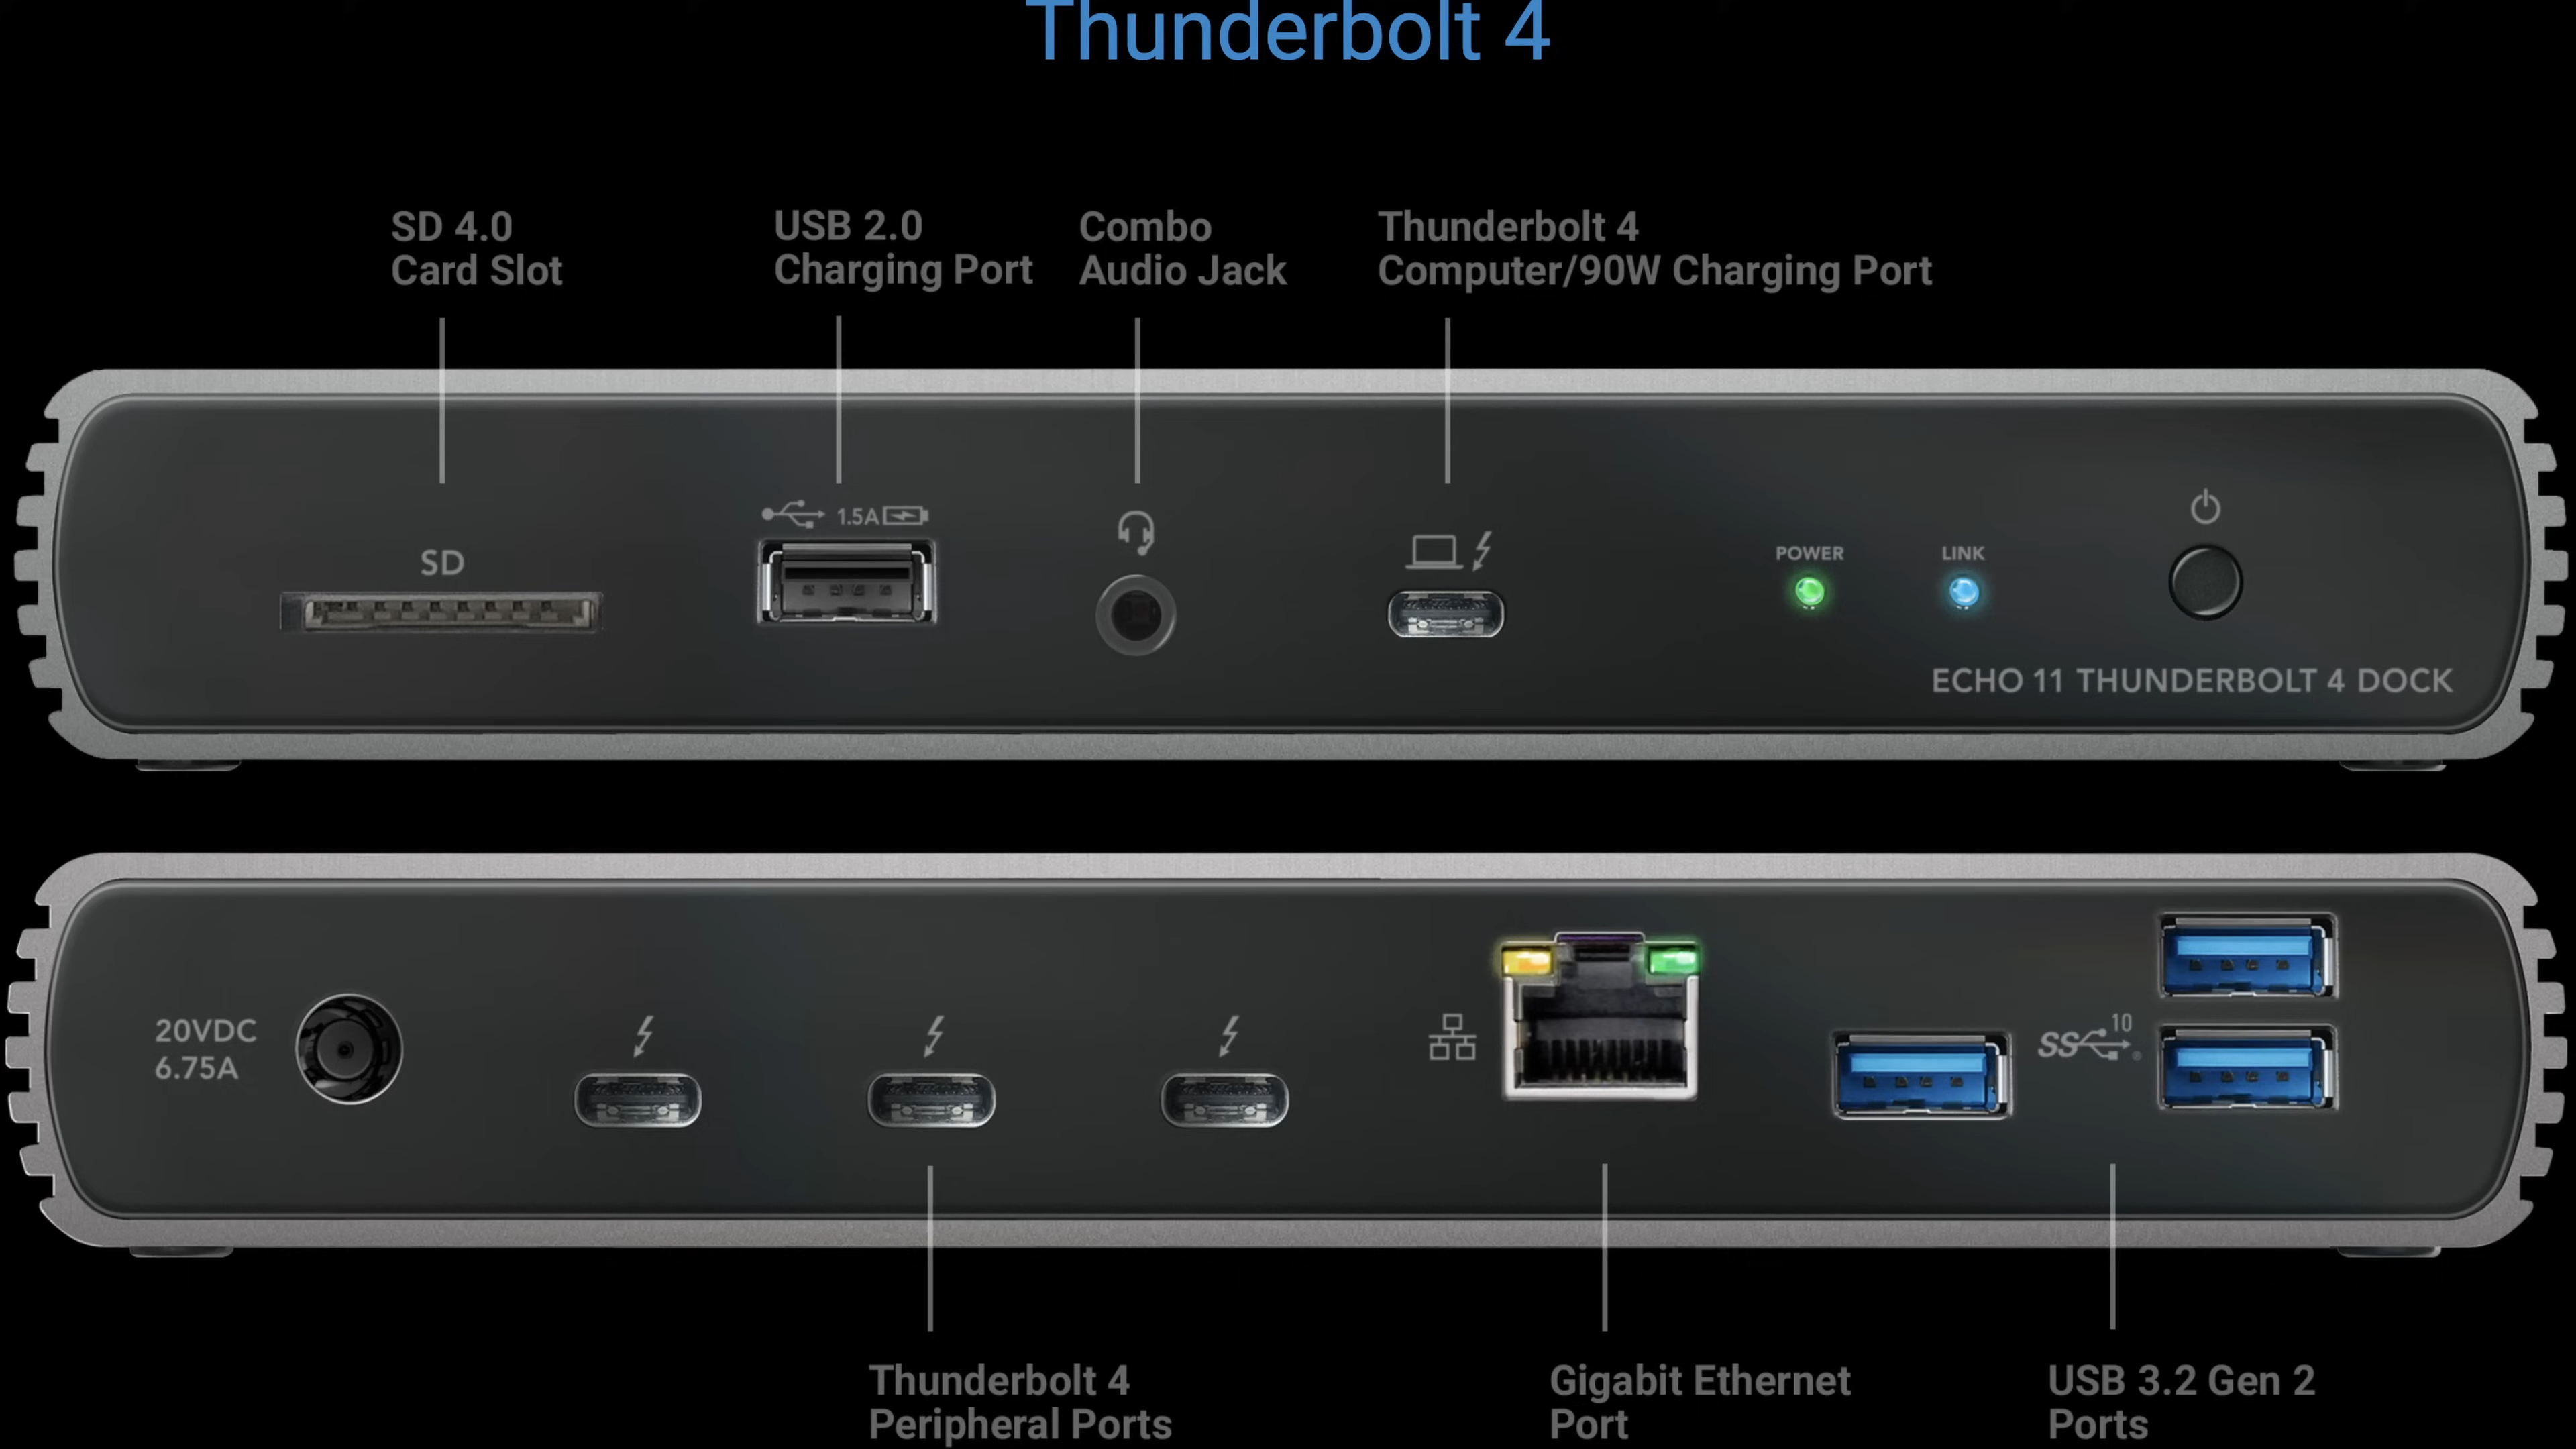 Thunderbolt 4
SD 4.0
Card Slot
USB 2.0
Charging Port
Combo
Audio Jack
Thunderbolt 4
Computer/90W Charging Port
SD
1.5A
POWER
LINK
ECHO 11 THUNDERBOLT 4 DOCK
20VDC
6.75A
SS
10
Thunderbolt 4
Peripheral Ports
Gigabit Ethernet
Port
USB 3.2 Gen 2
Ports